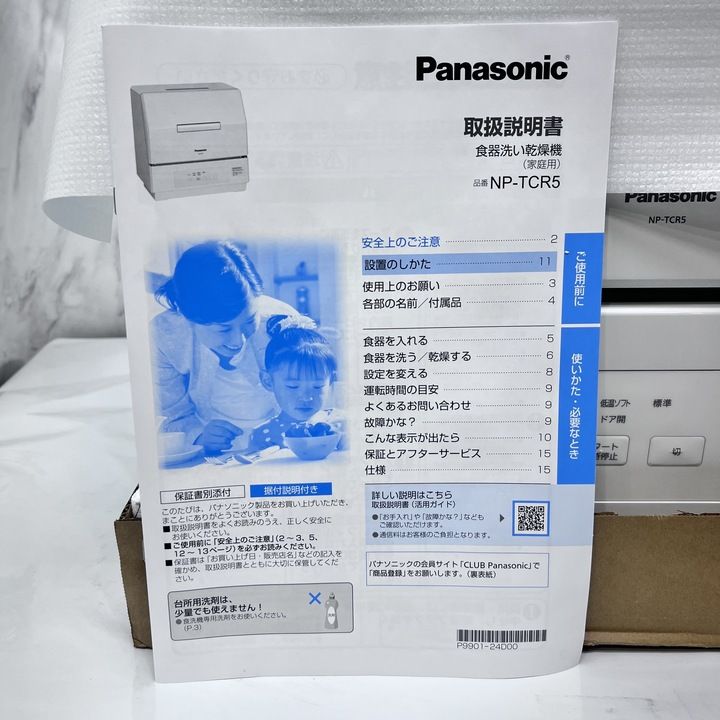 Panasonic
取扱説明書
食器洗い乾燥機
(家庭用)
品番 NP-TCR5
安全上のご注意 2
設置のしかた 11
使用上のお願い 3
各部の名前／付属品 4
ご使用前に
食器を入れる 5
食器を洗う／乾燥する 6
設定を変える 8
運転時間の目安 9
よくあるお問い合わせ 9
故障かな? 9
こんな表示が出たら 10
保証とアフターサービス 15
仕様 15
使いかた・必要なとき
保証書別添付
据付説明付き
このたびは、パナソニック製品をお買い上げいただき、
まことにありがとうございます。
■取扱説明書をよくお読みのうえ、正しく安全に
お使いください。
■ご使用前に「安全上のご注意」(2～3、5、
12～13ページ)を必ずお読みください。
■保証書は「お買い上げ日・販売店名」などの記入を
確かめ、取扱説明書とともに大切に保管してくだ
さい。
台所用洗剤は、
少量でも使えません!
●食洗機専用洗剤をお使いください。
(P.3)
詳しい説明はこちら
取扱説明書(活用ガイド)
●「お手入れ」や「故障かな?」なども
ご確認いただけます。
●通信料はお客様のご負担となります。
パナソニックの会員サイト「CLUB Panasonic」で
「商品登録」をお願いします。(裏表紙)
P9901-24D00
Panasonic
NP-TCR5
低温ソフト 標準
ドア開
切